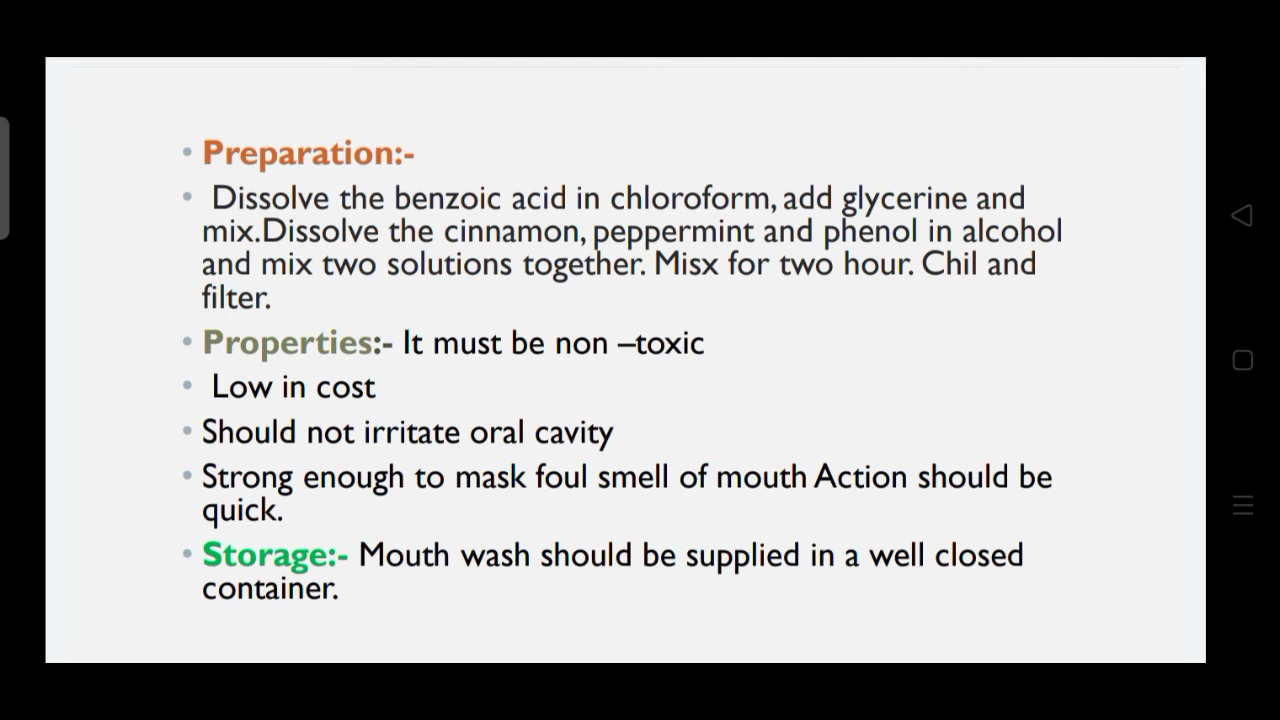 • Preparation:-
• Dissolve the benzoic acid in chloroform, add glycerine and
mix.Dissolve the cinnamon, peppermint and phenol in alcohol
and mix two solutions together. Misx for two hour. Chil and
filter.
• Properties:- It must be non –toxic
• Low in cost
• Should not irritate oral cavity
• Strong enough to mask foul smell of mouth Action should be
quick.
• Storage:- Mouth wash should be supplied in a well closed
container.